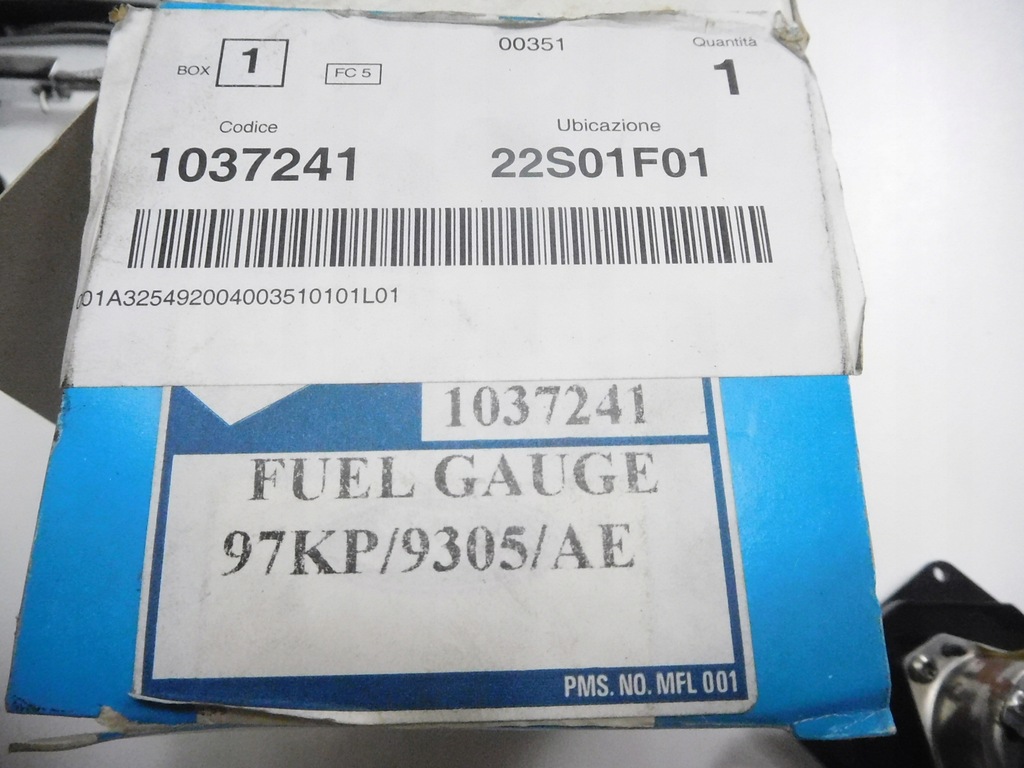 00351 Quantità
BOX 1 FC 5 1
Codice Ubicazione
1037241 22S01F01
001A325492004003510101L01
1037241
FUEL GAUGE
97KP/9305/AE
PMS. NO. MFL 001